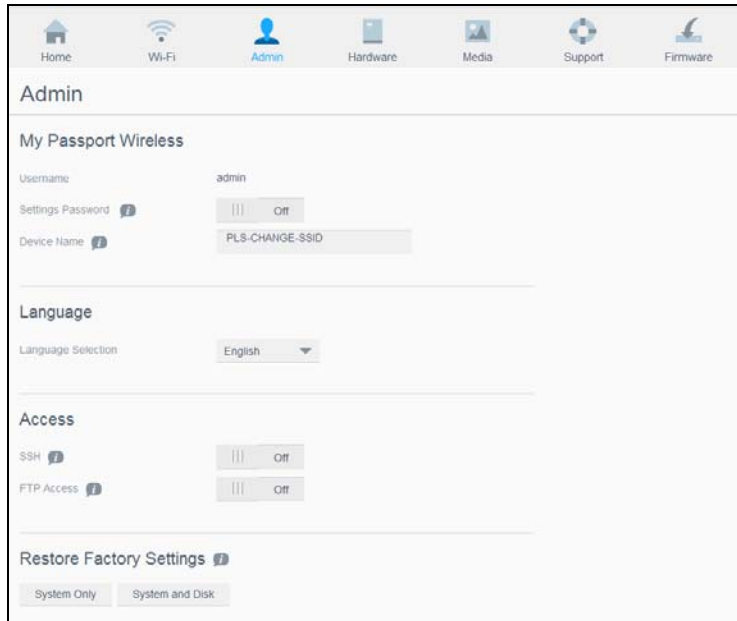 Home Wi-Fi Admin Hardware Media Support Firmware
Admin
My Passport Wireless
Username admin
Settings Password i Off
Device Name i PLS-CHANGE-SSID
Language
Language Selection English
Access
SSH i Off
FTP Access i Off
Restore Factory Settings i
System Only System and Disk